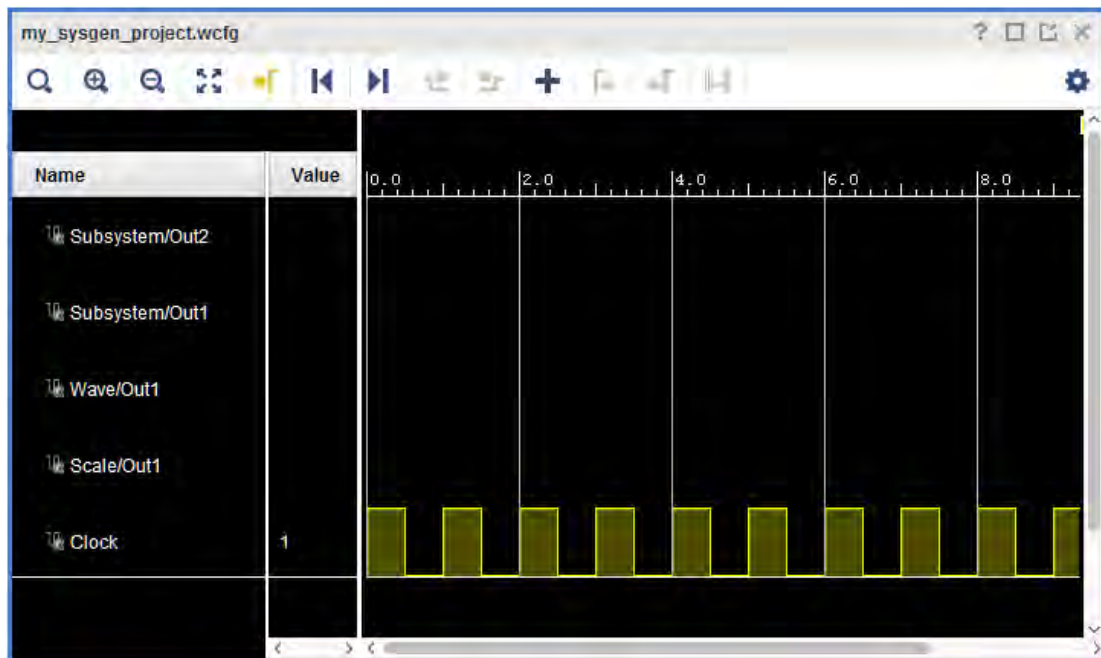 my_sysgen_project.wcfg
Name Value 0.0 2.0 4.0 6.0 8.0
Subsystem/Out2
Subsystem/Out1
Wave/Out1
Scale/Out1
Clock 1